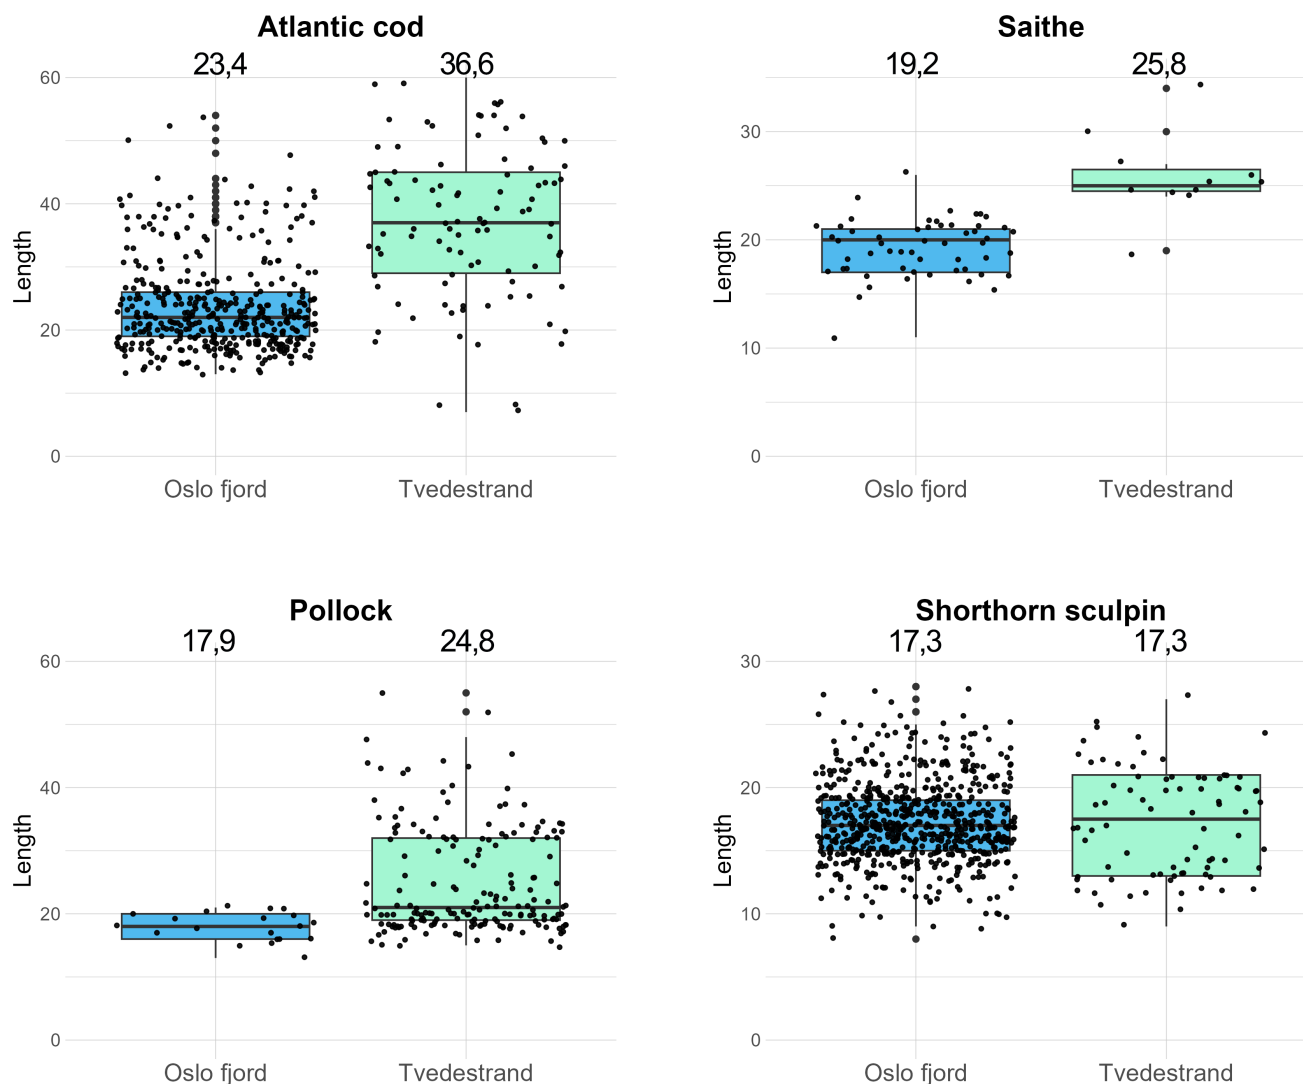 Atlantic cod
23,4 36,6
60
40
20
0
Length
Oslo fjord Tvedestrand
Saithe
19,2 25,8
30
20
10
0
Length
Oslo fjord Tvedestrand
Pollock
17,9 24,8
60
40
20
0
Length
Oslo fjord Tvedestrand
Shorthorn sculpin
17,3 17,3
30
20
10
0
Length
Oslo fjord Tvedestrand